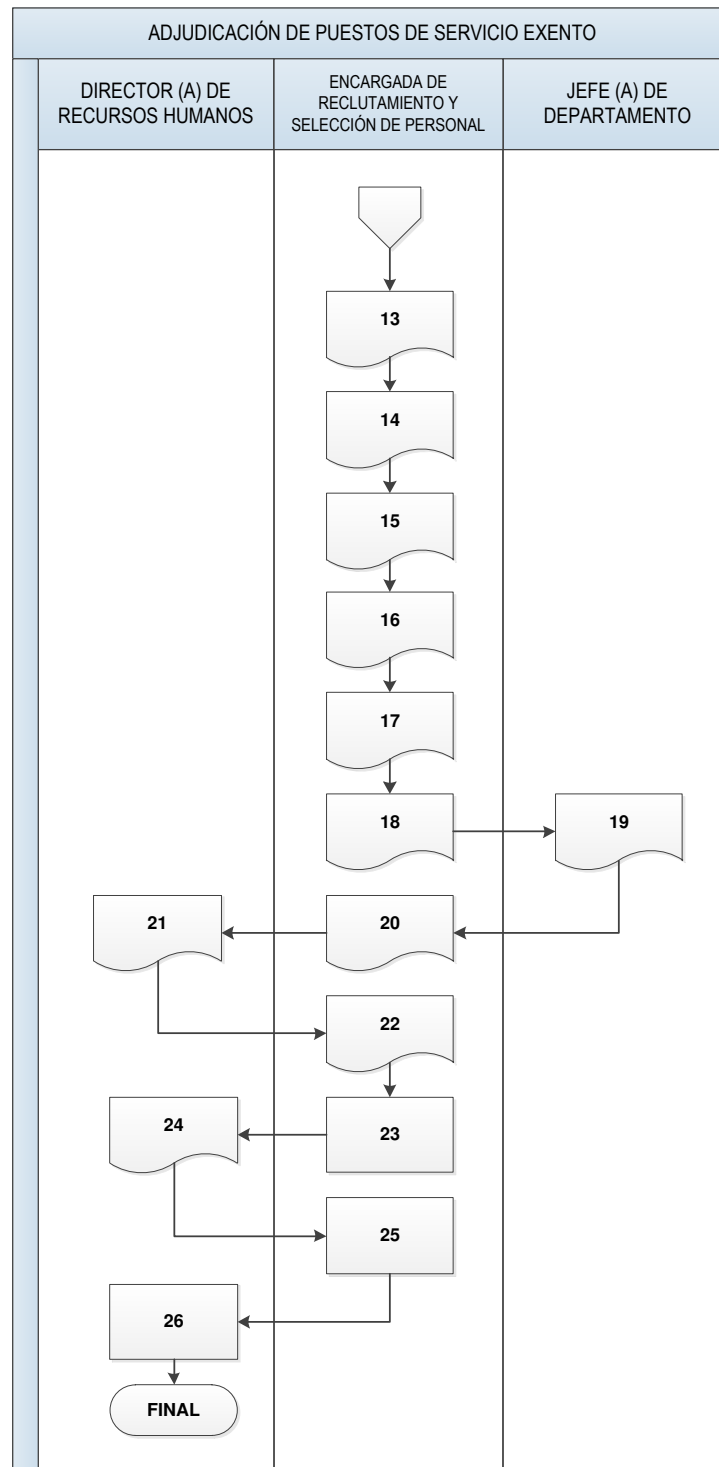 ADJUDICACIÓN DE PUESTOS DE SERVICIO EXENTO
DIRECTOR (A) DE
RECURSOS HUMANOS
ENCARGADA DE
RECLUTAMIENTO Y
SELECCIÓN DE PERSONAL
JEFE (A) DE
DEPARTAMENTO
13
14
15
16
17
18
19
20
21
22
23
24
25
26
FINAL